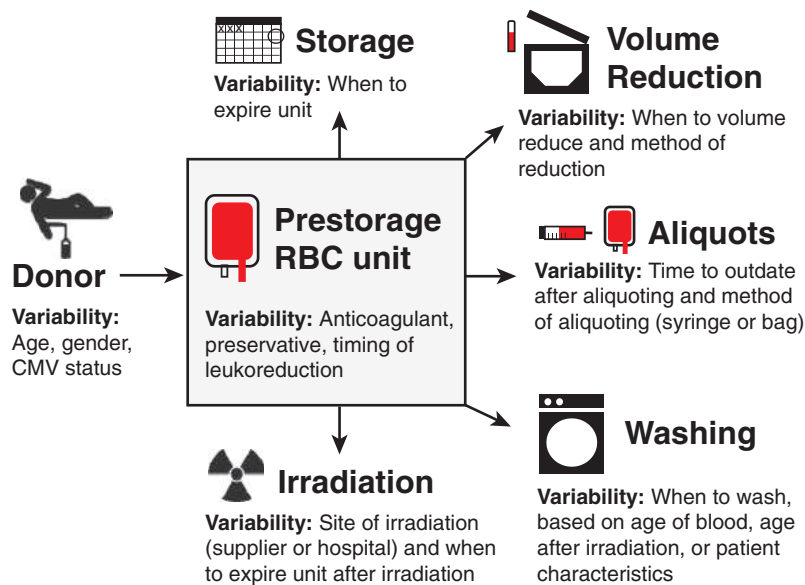 Storage
Variability: When to
expire unit
Volume
Reduction
Variability: When to volume
reduce and method of
reduction
Donor
Variability:
Age, gender,
CMV status
Prestorage
RBC unit
Variability: Anticoagulant,
preservative, timing of
leukoreduction
Aliquots
Variability: Time to outdate
after aliquoting and method
of aliquoting (syringe or bag)
Irradiation
Variability: Site of irradiation
(supplier or hospital) and when
to expire unit after irradiation
Washing
Variability: When to wash,
based on age of blood, age
after irradiation, or patient
characteristics
XXX